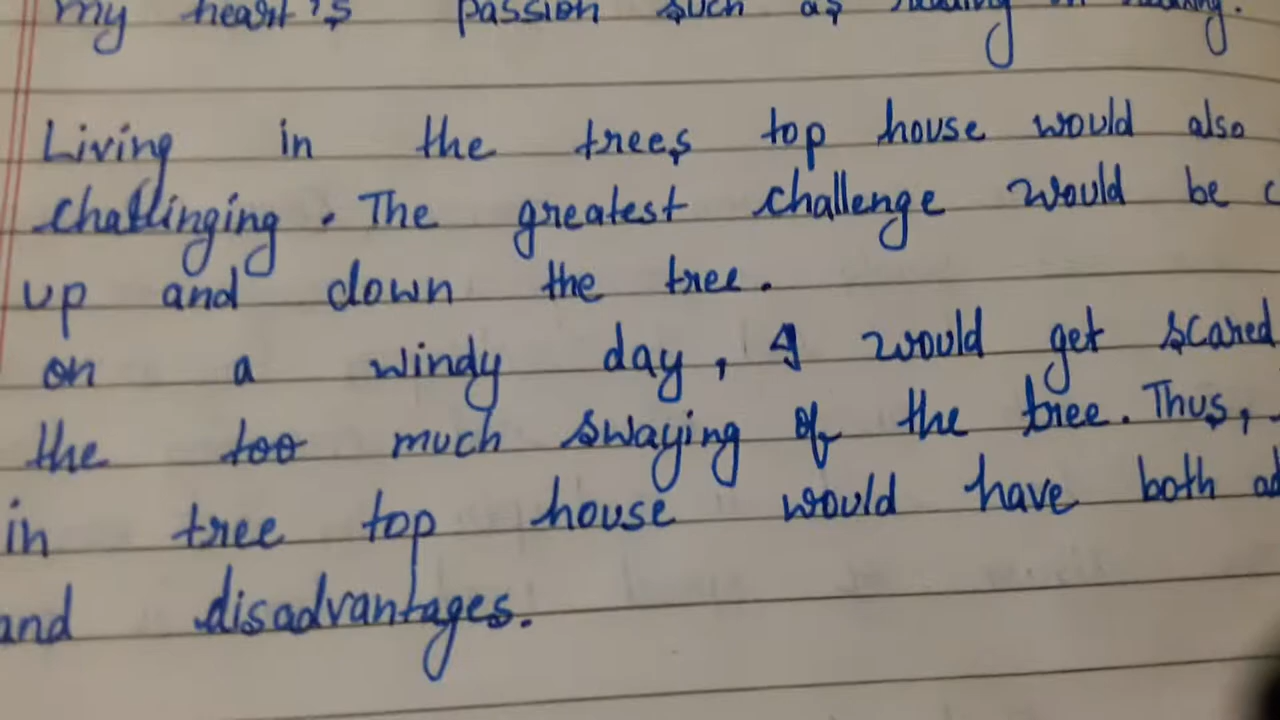 my heart's passion such as
Living in the trees top house would also
challinging. The greatest challenge would be
up and down the tree.
on a windy day, I would get scared
the too much swaying of the tree. Thus,
in tree top house would have both ad
and disadvantages.